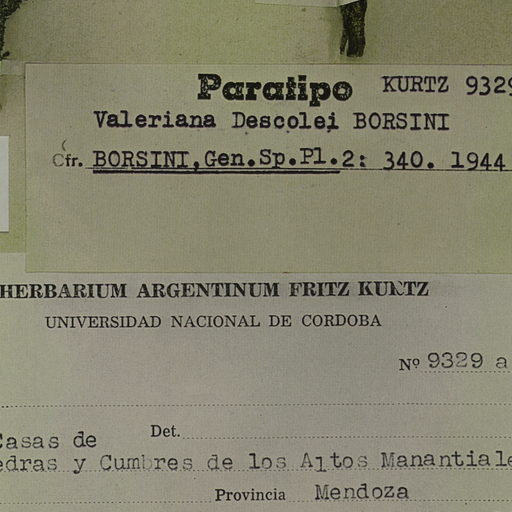 Paratipo KURTZ 9329
Valeriana Descolei BORSINI
Cfr. BORSINI, Gen.Sp.Pl.2: 340. 1944
HERBARIUM ARGENTINUM FRITZ KURTZ
UNIVERSIDAD NACIONAL DE CORDOBA
Nº 9329 a
Casas de Det.
edras y Cumbres de los Altos Manantiale
Provincia Mendoza